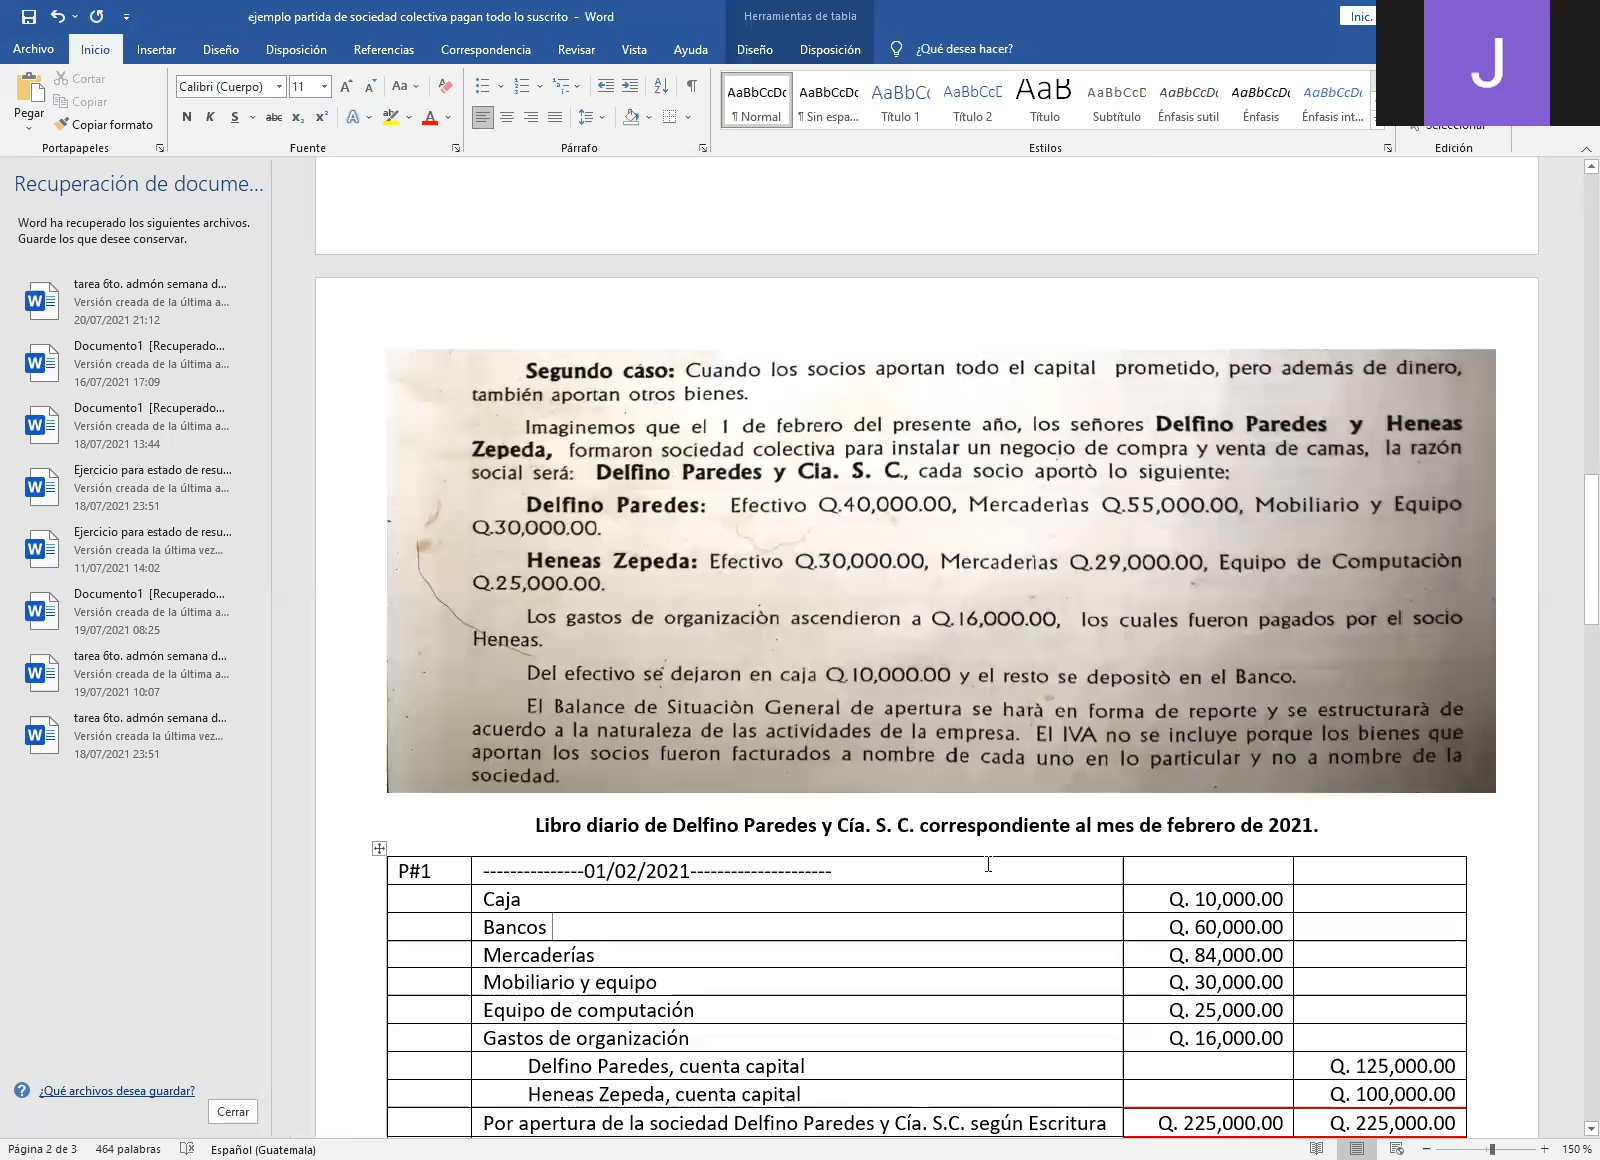 ejemplo partida de sociedad colectiva pagan todo lo suscrito - Word
Herramientas de tabla
Inic.
Archivo Inicio Insertar Diseño Disposición Referencias Correspondencia Revisar Vista Ayuda Diseño Disposición ¿Qué desea hacer?
J
Pegar
Cortar
Copiar
Copiar formato
Portapapeles
Calibri (Cuerpo) 11
Aa
N K S abc x₂ x²
Fuente
Párrafo
AaBbCcDc AaBbCcDc AaBbC AaBbCcD AaB AaBbCcD AaBbCcDc AaBbCcDc AaBbCcDc
¶ Normal ¶ Sin espa... Título 1 Título 2 Título Subtítulo Énfasis sutil Énfasis Énfasis int...
Estilos
Seleccionar
Edición
Recuperación de docume...
Word ha recuperado los siguientes archivos.
Guarde los que desee conservar.
tarea 6to. admón semana d...
Versión creada de la última a...
20/07/2021 21:12
Documento1 [Recuperado...
Versión creada de la última a...
16/07/2021 17:09
Documento1 [Recuperado...
Versión creada de la última a...
18/07/2021 13:44
Ejercicio para estado de resu...
Versión creada de la última a...
18/07/2021 23:51
Ejercicio para estado de resu...
Versión creada la última vez...
11/07/2021 14:02
Documento1 [Recuperado...
Versión creada de la última a...
19/07/2021 08:25
tarea 6to. admón semana d...
Versión creada de la última a...
19/07/2021 10:07
tarea 6to. admón semana d...
Versión creada la última vez...
18/07/2021 23:51
¿Qué archivos desea guardar?
Cerrar
Segundo càso: Cuando los socios aportan todo el capital prometido, pero además de dinero,
también aportan otros bienes.
Imaginemos que el 1 de febrero del presente año, los señores Delfino Paredes y Heneas
Zepeda, formaron sociedad colectiva para instalar un negocio de compra y venta de camas, la razón
social será: Delfino Paredes y Cia. S. C., cada socio aportò lo siguiente:
Delfino Paredes: Efectivo Q.40,000.00, Mercaderìas Q.55,000.00, Mobiliario y Equipo
Q.30,000.00.
Heneas Zepeda: Efectivo Q.30,000.00, Mercaderìas Q.29,000.00, Equipo de Computaciòn
Q.25,000.00.
Los gastos de organizaciòn ascendieron a Q.16,000.00, los cuales fueron pagados por el socio
Heneas.
Del efectivo se dejaron en caja Q.10,000.00 y el resto se depositò en el Banco.
El Balance de Situaciòn General de apertura se harà en forma de reporte y se estructurarà de
acuerdo a la naturaleza de las actividades de la empresa. El IVA no se incluye porque los bienes que
aportan los socios fueron facturados a nombre de cada uno en lo particular y no a nombre de la
sociedad.
Libro diario de Delfino Paredes y Cía. S. C. correspondiente al mes de febrero de 2021.
P#1 ---------------01/02/2021---------------------
Caja Q. 10,000.00
Bancos Q. 60,000.00
Mercaderías Q. 84,000.00
Mobiliario y equipo Q. 30,000.00
Equipo de computación Q. 25,000.00
Gastos de organización Q. 16,000.00
Delfino Paredes, cuenta capital Q. 125,000.00
Heneas Zepeda, cuenta capital Q. 100,000.00
Por apertura de la sociedad Delfino Paredes y Cía. S.C. según Escritura Q. 225,000.00 Q. 225,000.00
Página 2 de 3 464 palabras Español (Guatemala) 150 %